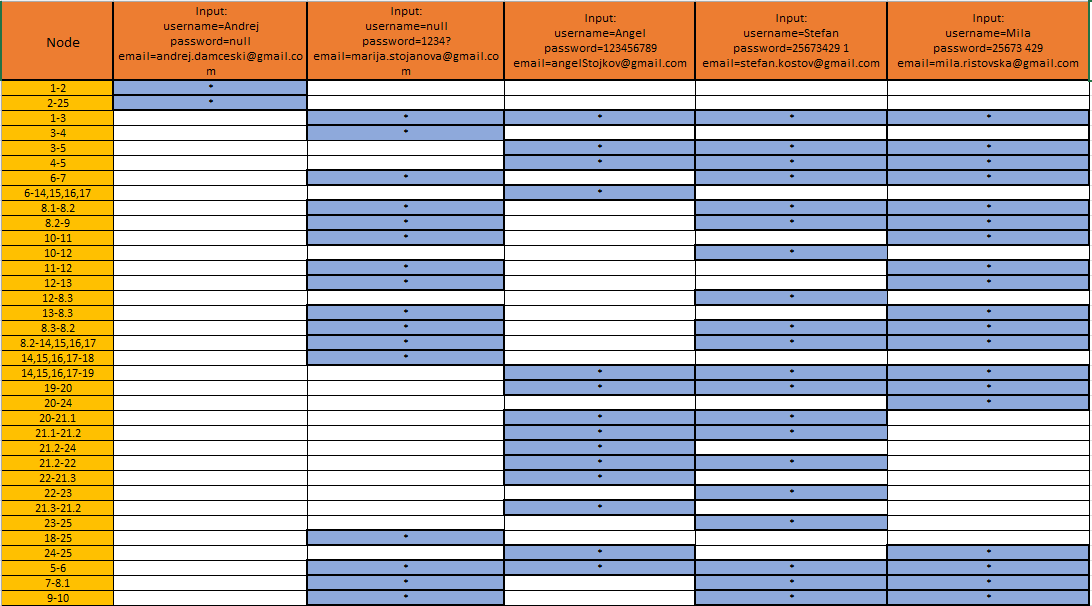 Node
Input:
username=Andrej
password=null
email=andrej.damceski@gmail.co
m
Input:
username=null
password=1234?
email=marija.stojanova@gmail.co
m
Input:
username=Angel
password=123456789
email=angelStojkov@gmail.com
Input:
username=Stefan
password=25673429 1
email=stefan.kostov@gmail.com
Input:
username=Mila
password=25673 429
email=mila.ristovska@gmail.com
1-2 *
2-25 *
1-3 * * * *
3-4 *
3-5 * * *
4-5 * * *
6-7 * * *
6-14,15,16,17 *
8.1-8.2 * * *
8.2-9 * * *
10-11 * *
10-12 *
11-12 * *
12-13 * *
12-8.3 *
13-8.3 * *
8.3-8.2 * * *
8.2-14,15,16,17 * * *
14,15,16,17-18 *
14,15,16,17-19 * * *
19-20 * * *
20-24 *
20-21.1 * *
21.1-21.2 * *
21.2-24 *
21.2-22 * *
22-21.3 *
22-23 *
21.3-21.2 *
23-25 *
18-25 *
24-25 * *
5-6 * * * *
7-8.1 * * *
9-10 * * *